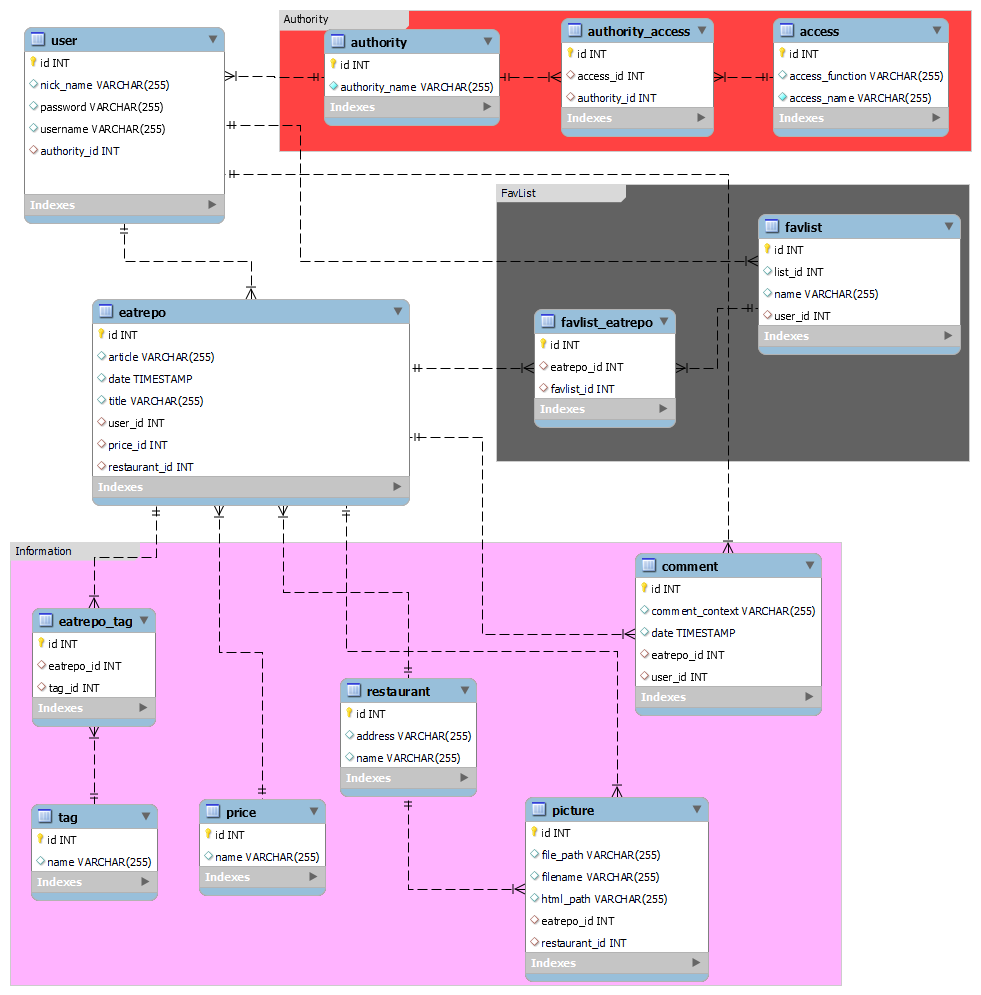 Authority
user
id INT
nick_name VARCHAR(255)
password VARCHAR(255)
username VARCHAR(255)
authority_id INT
Indexes
authority
id INT
authority_name VARCHAR(255)
Indexes
authority_access
id INT
access_id INT
authority_id INT
Indexes
access
id INT
access_function VARCHAR(255)
access_name VARCHAR(255)
Indexes
FavList
favlist
id INT
list_id INT
name VARCHAR(255)
user_id INT
Indexes
favlist_eatrepo
id INT
eatrepo_id INT
favlist_id INT
Indexes
eatrepo
id INT
article VARCHAR(255)
date TIMESTAMP
title VARCHAR(255)
user_id INT
price_id INT
restaurant_id INT
Indexes
Information
comment
id INT
comment_context VARCHAR(255)
date TIMESTAMP
eatrepo_id INT
user_id INT
Indexes
eatrepo_tag
id INT
eatrepo_id INT
tag_id INT
Indexes
restaurant
id INT
address VARCHAR(255)
name VARCHAR(255)
Indexes
tag
id INT
name VARCHAR(255)
Indexes
price
id INT
name VARCHAR(255)
Indexes
picture
id INT
file_path VARCHAR(255)
filename VARCHAR(255)
html_path VARCHAR(255)
eatrepo_id INT
restaurant_id INT
Indexes